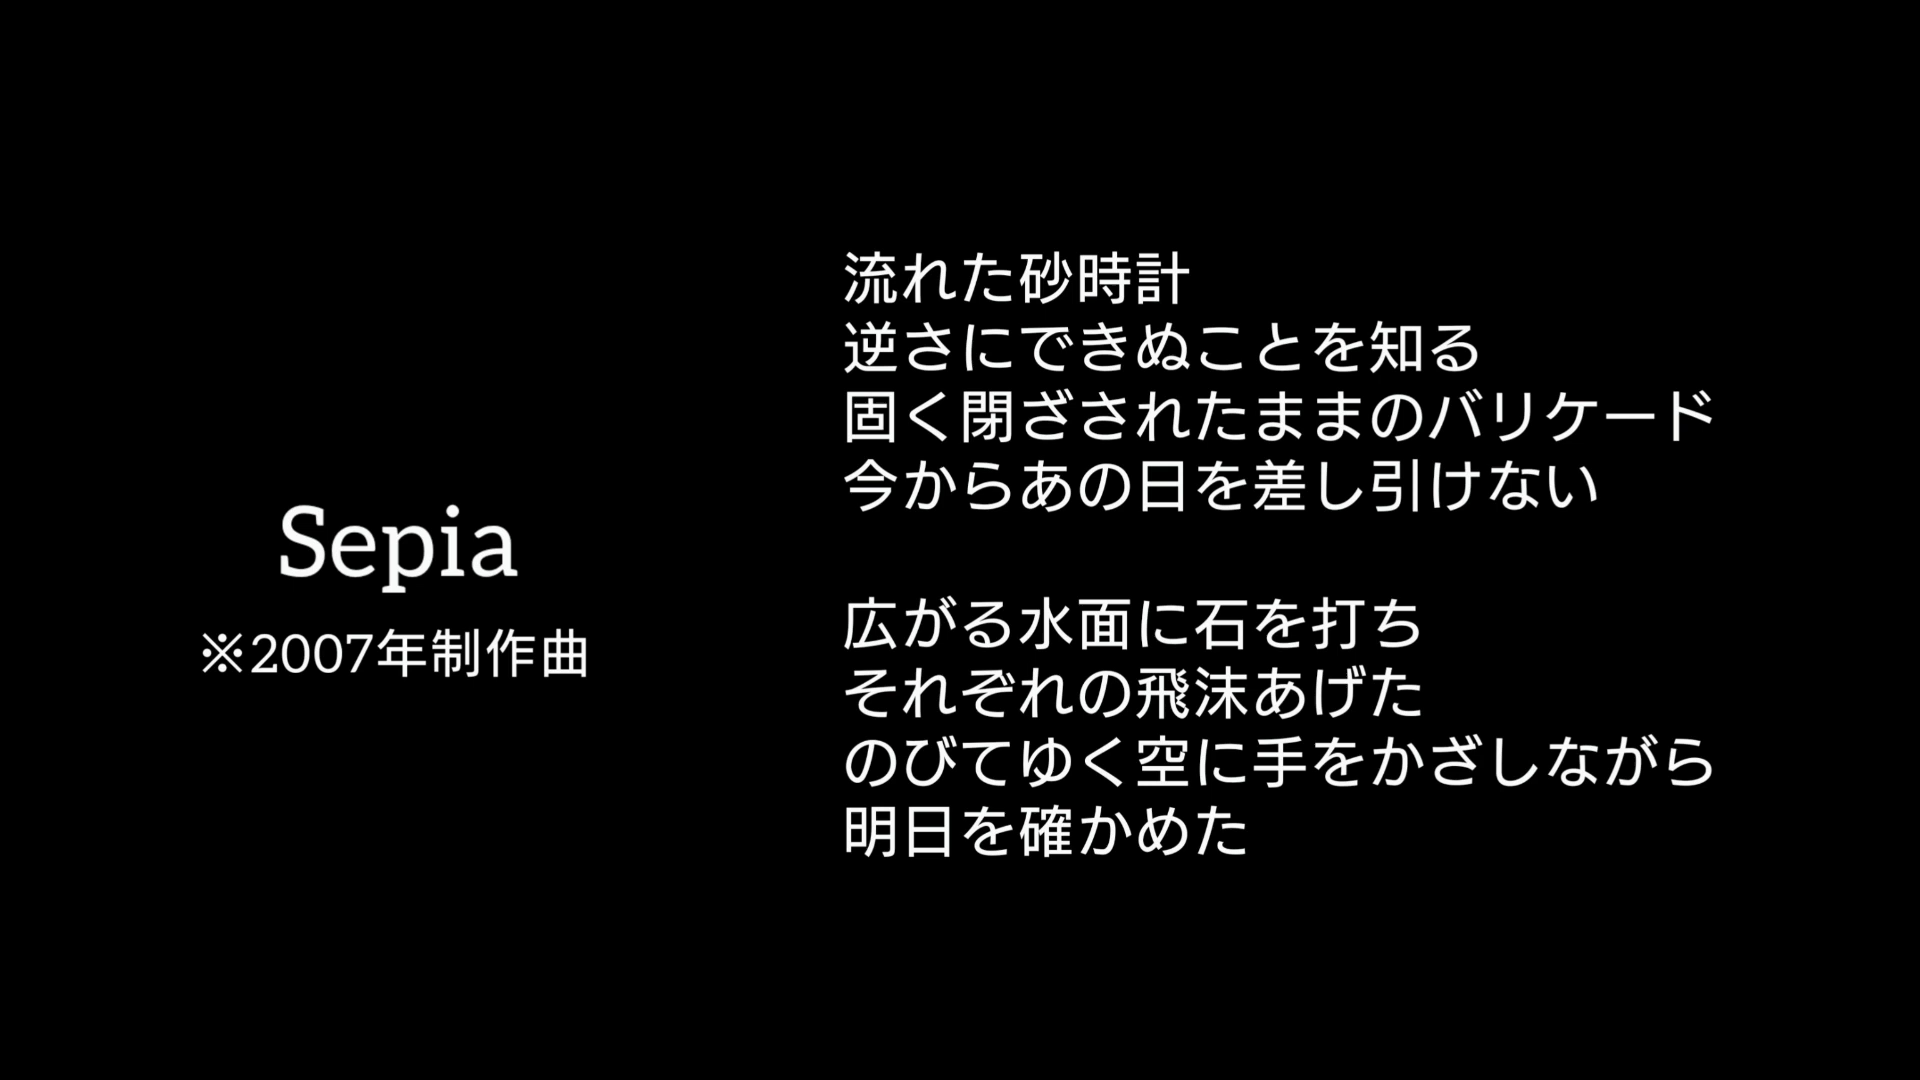 Sepia
※2007年制作曲
流れた砂時計
逆さにできぬことを知る
固く閉ざされたままのバリケード
今からあの日を差し引けない
広がる水面に石を打ち
それぞれの飛沫あげた
のびてゆく空に手をかざしながら
明日を確かめた